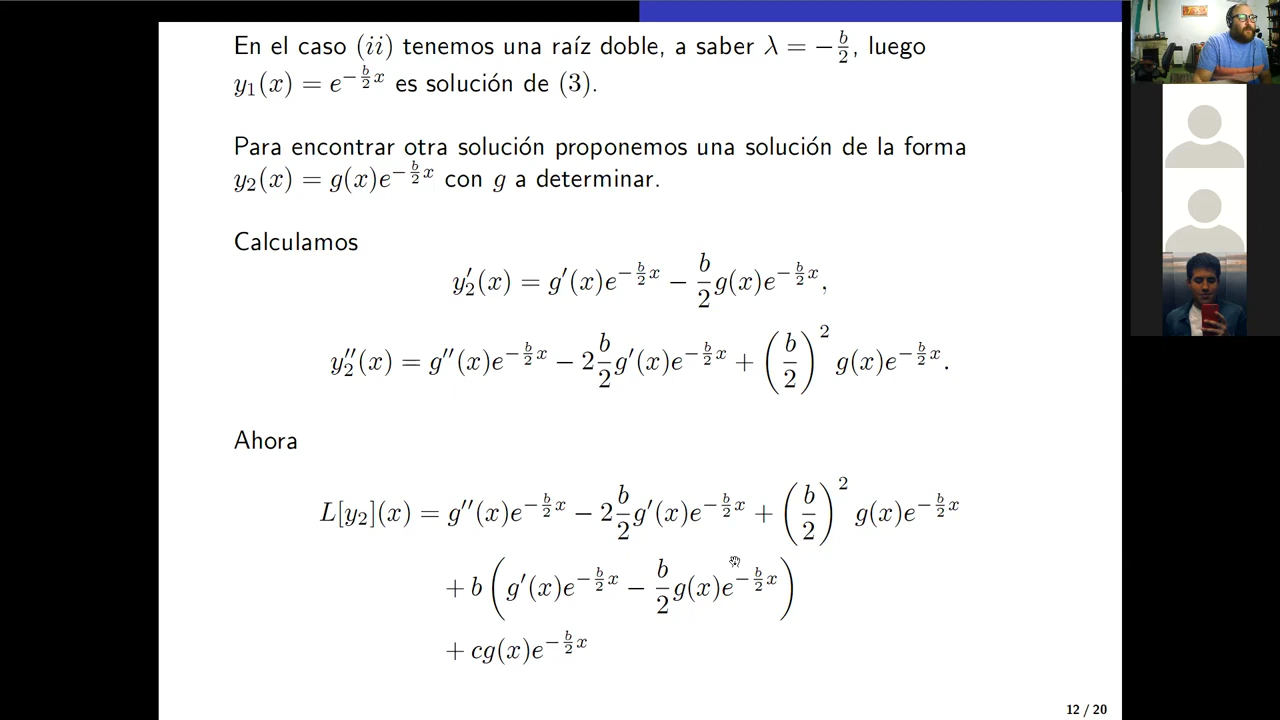 En el caso (ii) tenemos una raíz doble, a saber λ = −b/2, luego
y₁(x) = e^{−b/2 x} es solución de (3).
Para encontrar otra solución proponemos una solución de la forma
y₂(x) = g(x)e^{−b/2 x} con g a determinar.
Calculamos
y₂′(x) = g′(x)e^{−b/2 x} − b/2 g(x)e^{−b/2 x},
y₂″(x) = g″(x)e^{−b/2 x} − 2 b/2 g′(x)e^{−b/2 x} + (b/2)² g(x)e^{−b/2 x}.
Ahora
L[y₂](x) = g″(x)e^{−b/2 x} − 2 b/2 g′(x)e^{−b/2 x} + (b/2)² g(x)e^{−b/2 x}
+ b (g′(x)e^{−b/2 x} − b/2 g(x)e^{−b/2 x})
+ cg(x)e^{−b/2 x}
12 / 20